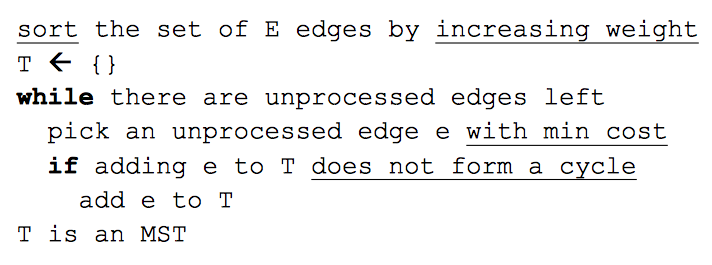 sort the set of E edges by increasing weight
T ← {}
while there are unprocessed edges left
pick an unprocessed edge e with min cost
if adding e to T does not form a cycle
add e to T
T is an MST